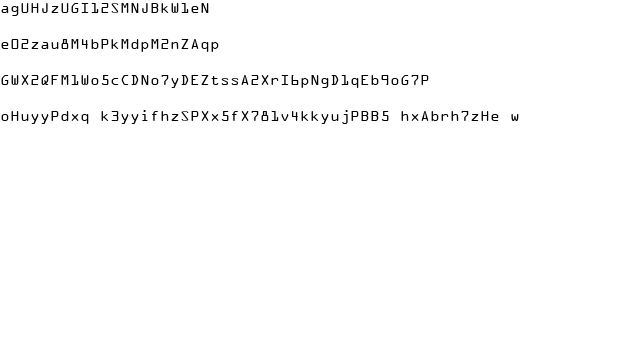 agUHJzUGI12SMNJBkW1eN
eO2zau8M4bPkMdpM2nZAqp
GWX2QFM1Wo5cCDNo7yDEZtssA2XrI6pNgD1qEb9oG7P
oHuyyPdxq k3yyifhzSPXx5fX781v4kkyujPBB5 hxAbrh7zHe w